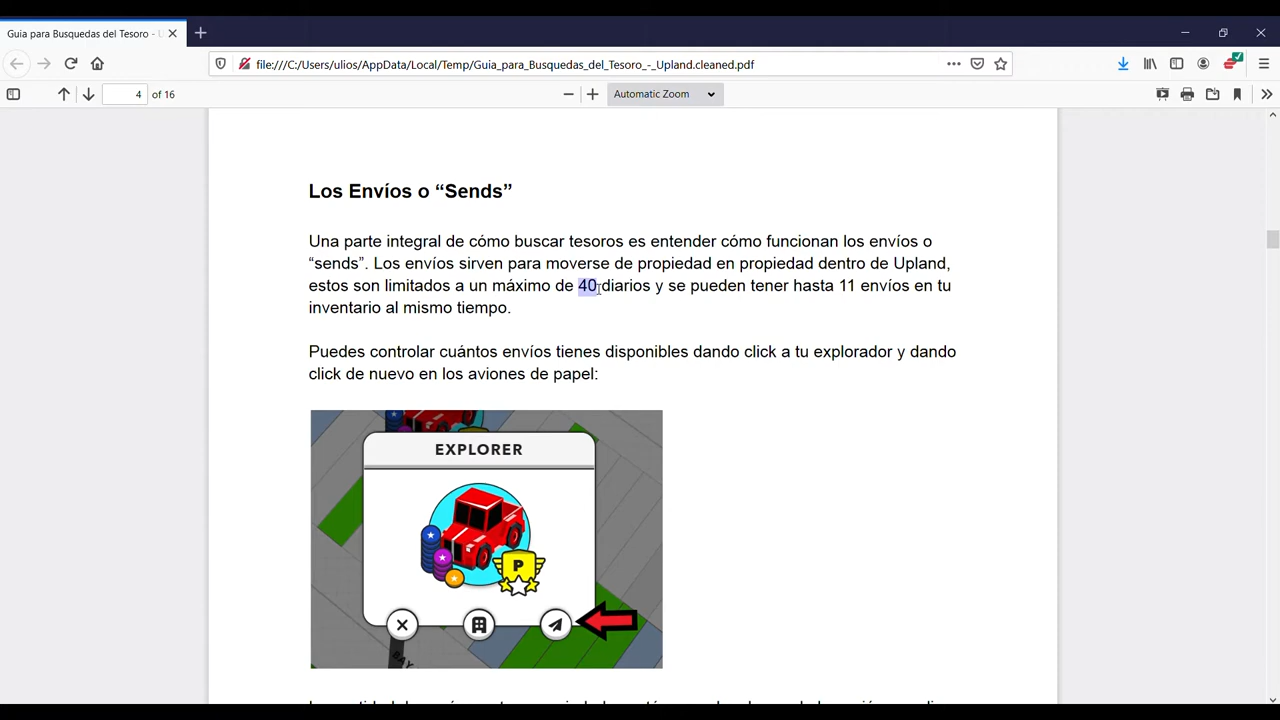 Guia para Busquedas del Tesoro - U
file:///C:/Users/ulios/AppData/Local/Temp/Guia_para_Busquedas_del_Tesoro_-_Upland.cleaned.pdf
4 of 16
Automatic Zoom
Los Envíos o “Sends”
Una parte integral de cómo buscar tesoros es entender cómo funcionan los envíos o
“sends”. Los envíos sirven para moverse de propiedad en propiedad dentro de Upland,
estos son limitados a un máximo de 40 diarios y se pueden tener hasta 11 envíos en tu
inventario al mismo tiempo.
Puedes controlar cuántos envíos tienes disponibles dando click a tu explorador y dando
click de nuevo en los aviones de papel:
EXPLORER
P
BAY